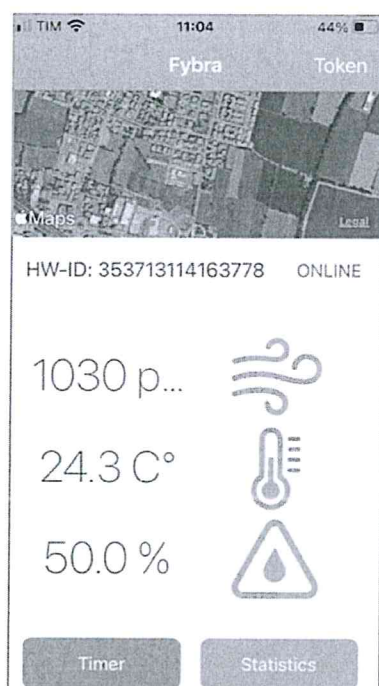 TIM 11:04 44%
Fybra Token
Maps Legal
HW-ID: 353713114163778 ONLINE
1030 p...
24.3 C°
50.0 %
Timer Statistics